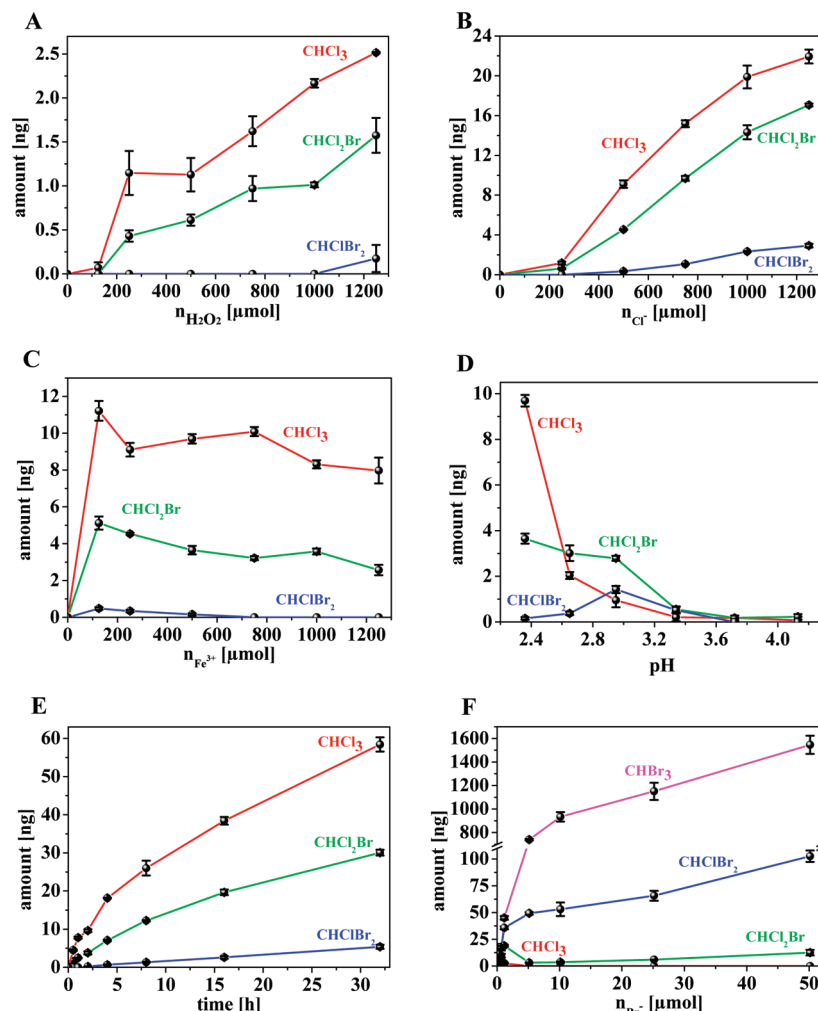 A
2.5
2.0
1.5
1.0
0.5
0.0
amount [ng]
CHCl3
CHCl2Br
CHClBr2
0 200 400 600 800 1000 1200
nH2O2 [µmol]
B
24
20
16
12
8
4
0
amount [ng]
CHCl3
CHCl2Br
CHClBr2
0 200 400 600 800 1000 1200
nCl- [µmol]
C
12
10
8
6
4
2
0
amount [ng]
CHCl3
CHCl2Br
CHClBr2
0 200 400 600 800 1000 1200
nFe3+ [µmol]
D
10
8
6
4
2
0
amount [ng]
CHCl3
CHCl2Br
CHClBr2
2.4 2.8 3.2 3.6 4.0
pH
E
60
50
40
30
20
10
0
amount [ng]
CHCl3
CHCl2Br
CHClBr2
0 5 10 15 20 25 30
time [h]
F
1600
1400
1200
1000
800
100
75
50
25
0
amount [ng]
CHBr3
CHClBr2
CHCl3
CHCl2Br
0 10 20 30 40 50
[µmol]